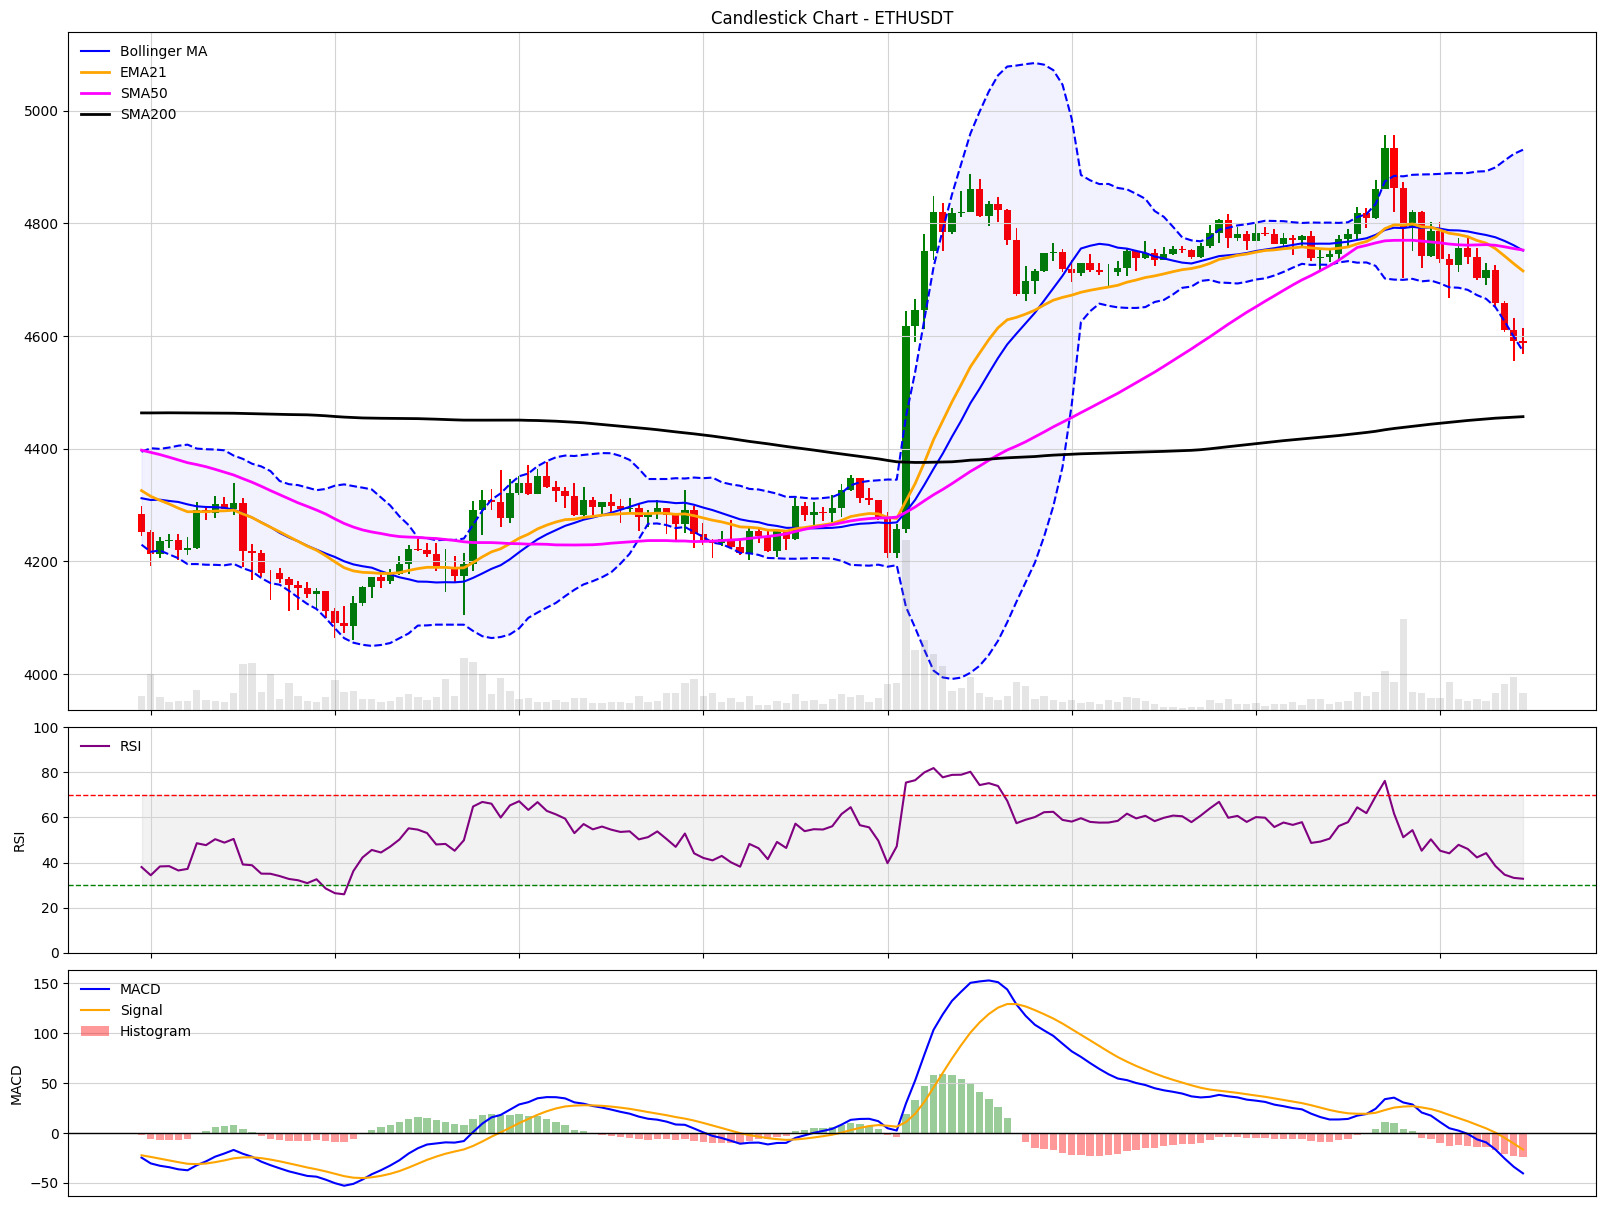 Candlestick Chart - ETHUSDT
Bollinger MA
EMA21
SMA50
SMA200
5000
4800
4600
4400
4200
4000
100
RSI
80
60
RSI
40
20
0
150
MACD
Signal
100
Histogram
50
MACD
0
−50